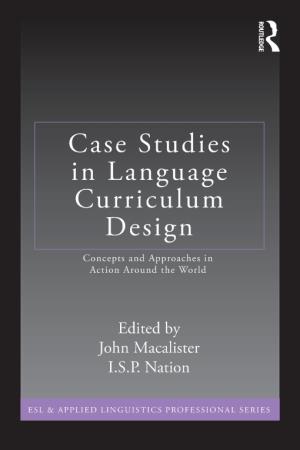 ROUTLEDGE
Case Studies
in Language
Curriculum
Design
Concepts and Approaches in
Action Around the World
Edited by
John Macalister
I.S.P. Nation
ESL & APPLIED LINGUISTICS PROFESSIONAL SERIES